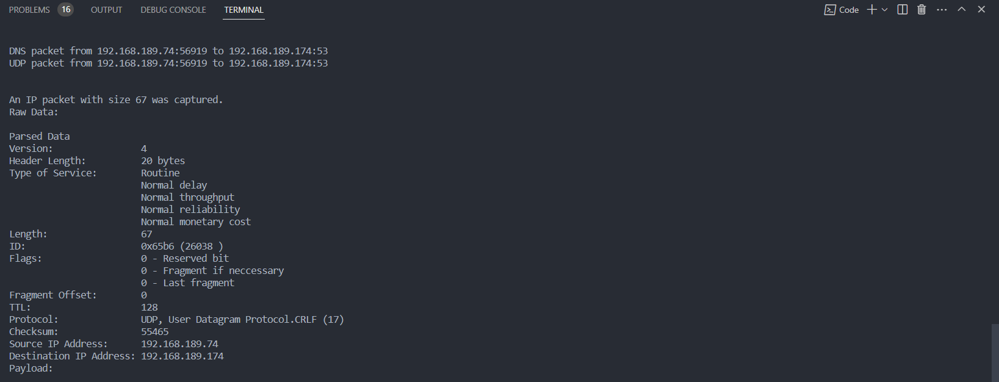 PROBLEMS 16 OUTPUT DEBUG CONSOLE TERMINAL Code
DNS packet from 192.168.189.74:56919 to 192.168.189.174:53
UDP packet from 192.168.189.74:56919 to 192.168.189.174:53
An IP packet with size 67 was captured.
Raw Data:
Parsed Data
Version: 4
Header Length: 20 bytes
Type of Service: Routine
Normal delay
Normal throughput
Normal reliability
Normal monetary cost
Length: 67
ID: 0x65b6 (26038 )
Flags: 0 - Reserved bit
0 - Fragment if neccessary
0 - Last fragment
Fragment Offset: 0
TTL: 128
Protocol: UDP, User Datagram Protocol.CRLF (17)
Checksum: 55465
Source IP Address: 192.168.189.74
Destination IP Address: 192.168.189.174
Payload: